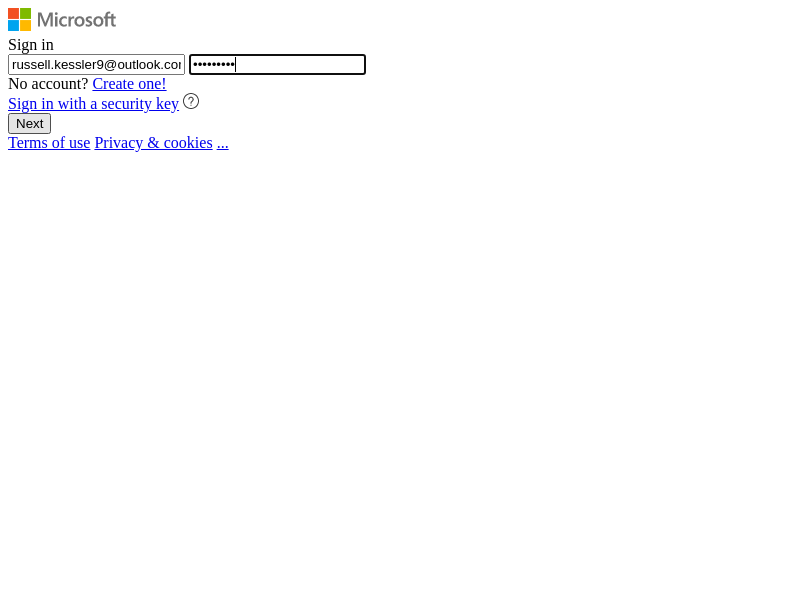 Microsoft
Sign in
russell.kessler9@outlook.com •••••••••
No account? Create one!
Sign in with a security key ?
Next
Terms of use Privacy & cookies ...